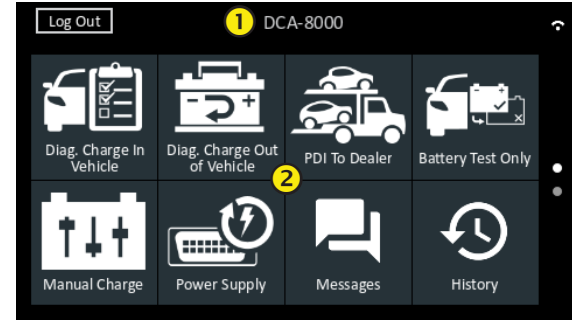 Log Out
1
DCA-8000
Diag. Charge In
Vehicle
Diag. Charge Out
of Vehicle
PDI To Dealer
Battery Test Only
2
Manual Charge
Power Supply
Messages
History